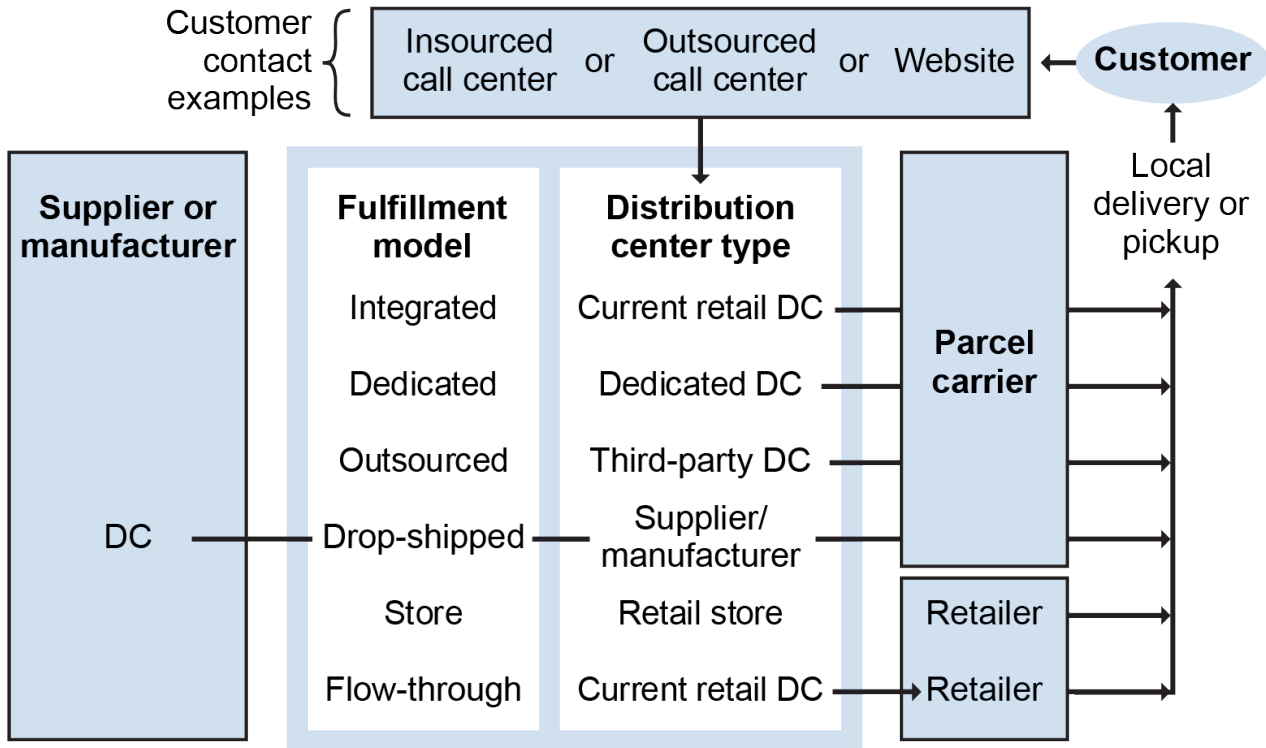 Customer
contact
examples
Insourced
call center
or
Outsourced
call center
or
Website
Customer
Supplier or
manufacturer
DC
Fulfillment
model
Distribution
center type
Integrated
Current retail DC
Dedicated
Dedicated DC
Outsourced
Third-party DC
Drop-shipped
Supplier/
manufacturer
Store
Retail store
Flow-through
Current retail DC
Parcel
carrier
Retailer
Retailer
Local
delivery or
pickup